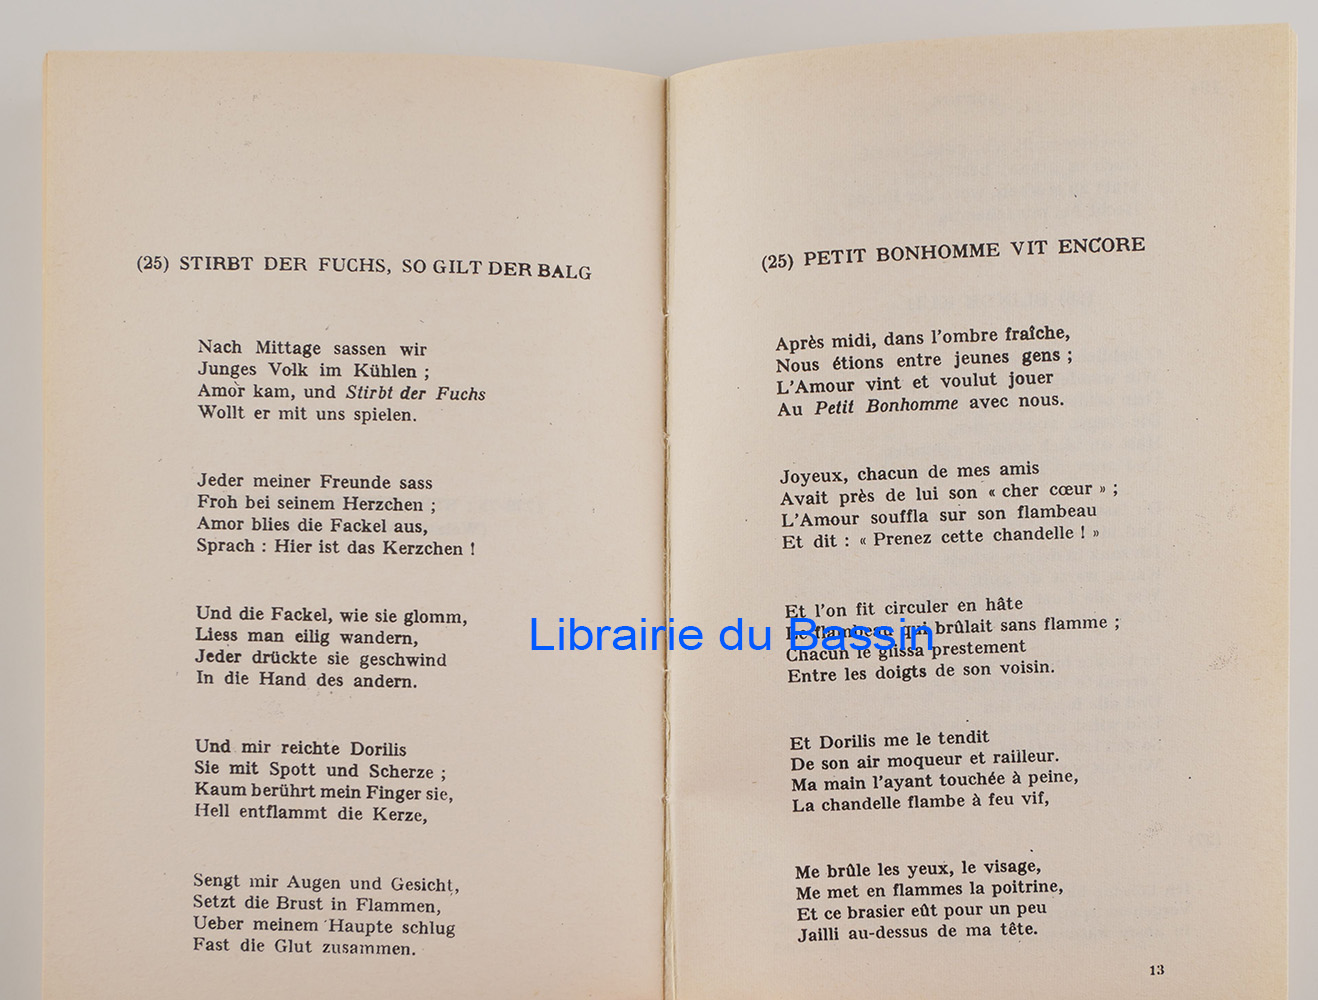 (25) STIRBT DER FUCHS, SO GILT DER BALG
Nach Mittage sassen wir
Junges Volk im Kühlen ;
Amor kam, und Stirbt der Fuchs
Wollt er mit uns spielen.
Jeder meiner Freunde sass
Froh bei seinem Herzchen ;
Amor blies die Fackel aus,
Sprach : Hier ist das Kerzchen !
Und die Fackel, wie sie glomm,
Liess man eilig wandern,
Jeder drückte sie geschwind
In die Hand des andern.
Und mir reichte Dorilis
Sie mit Spott und Scherze ;
Kaum berührt mein Finger sie,
Hell entflammt die Kerze,
Sengt mir Augen und Gesicht,
Setzt die Brust in Flammen,
Ueber meinem Haupte schlug
Fast die Glut zusammen.
(25) PETIT BONHOMME VIT ENCORE
Après midi, dans l'ombre fraîche,
Nous étions entre jeunes gens ;
L'Amour vint et voulut jouer
Au Petit Bonhomme avec nous.
Joyeux, chacun de mes amis
Avait près de lui son « cher cœur » ;
L'Amour souffla sur son flambeau
Et dit : « Prenez cette chandelle ! »
Et l'on fit circuler en hâte
Le flambeau qui brûlait sans flamme ;
Chacun le glissa prestement
Entre les doigts de son voisin.
Et Dorilis me le tendit
De son air moqueur et railleur.
Ma main l'ayant touchée à peine,
La chandelle flambe à feu vif,
Me brûle les yeux, le visage,
Me met en flammes la poitrine,
Et ce brasier eût pour un peu
Jailli au-dessus de ma tête.
13
Librairie du Bassin